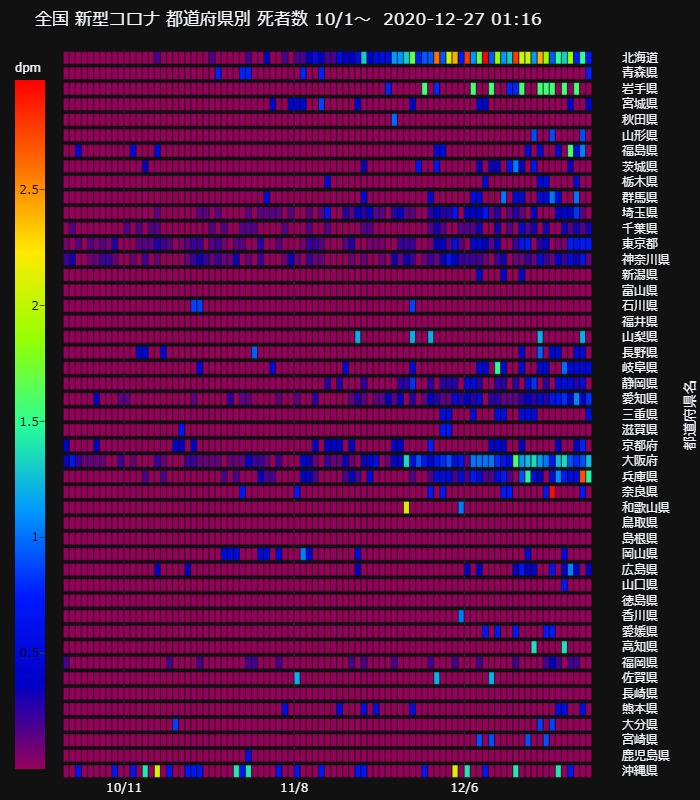 全国 新型コロナ 都道府県別 死者数 10/1～ 2020-12-27 01:16
dpm
2.5
2
1.5
1
0.5
北海道
青森県
岩手県
宮城県
秋田県
山形県
福島県
茨城県
栃木県
群馬県
埼玉県
千葉県
東京都
神奈川県
新潟県
富山県
石川県
福井県
山梨県
長野県
岐阜県
静岡県
愛知県
三重県
滋賀県
京都府
大阪府
兵庫県
奈良県
和歌山県
鳥取県
島根県
岡山県
広島県
山口県
徳島県
香川県
愛媛県
高知県
福岡県
佐賀県
長崎県
熊本県
大分県
宮崎県
鹿児島県
沖縄県
都道府県名
10/11
11/8
12/6